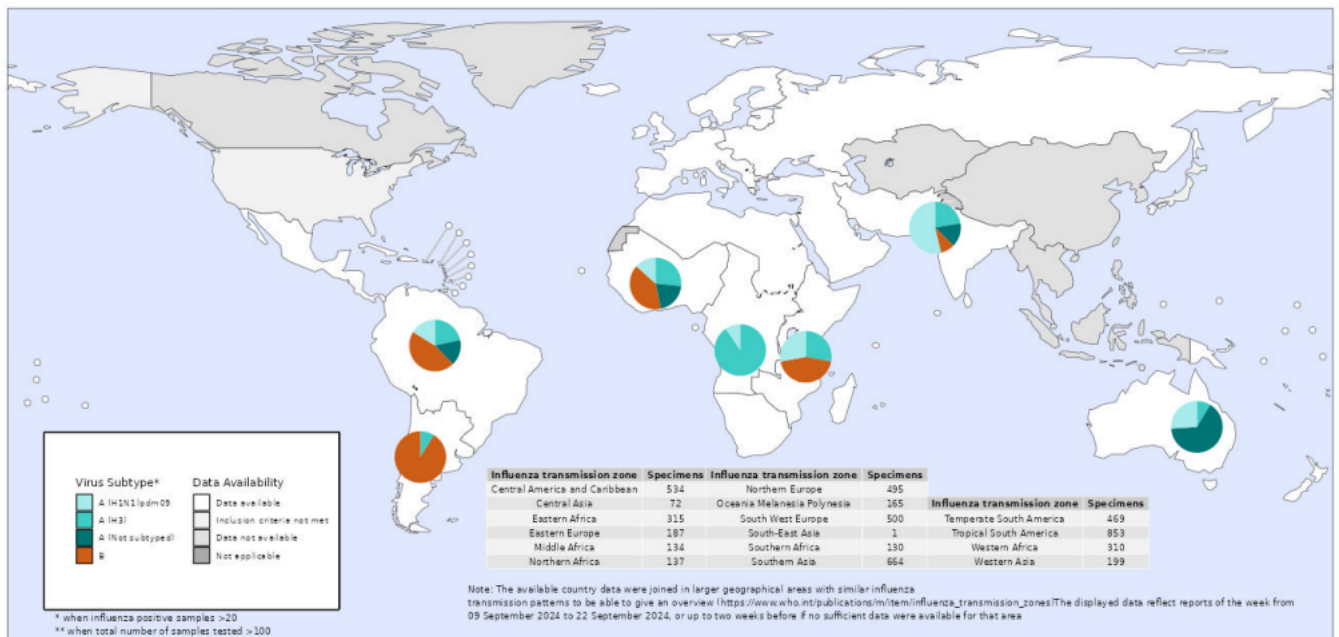 Virus Subtype*
A (H1N1)pdm09
A (H3)
A (Not subtyped)
B
Data Availability
Data available
Inclusion criteria not met
Data not available
Not applicable
* when influenza positive samples >20
** when total number of samples tested >100
Influenza transmission zone Specimens Influenza transmission zone Specimens
Central America and Caribbean 534 Northern Europe 495
Central Asia 72 Oceania Melanesia Polynesia 165 Influenza transmission zone Specimens
Eastern Africa 315 South West Europe 500 Temperate South America 469
Eastern Europe 187 South-East Asia 1 Tropical South America 853
Middle Africa 134 Southern Africa 130 Western Africa 310
Northern Africa 137 Southern Asia 664 Western Asia 199
Note: The available country data were joined in larger geographical areas with similar influenza
transmission patterns to be able to give an overview (https://www.who.int/publications/m/item/influenza_transmission_zones)The displayed data reflect reports of the week from
09 September 2024 to 22 September 2024, or up to two weeks before if no sufficient data were available for that
area